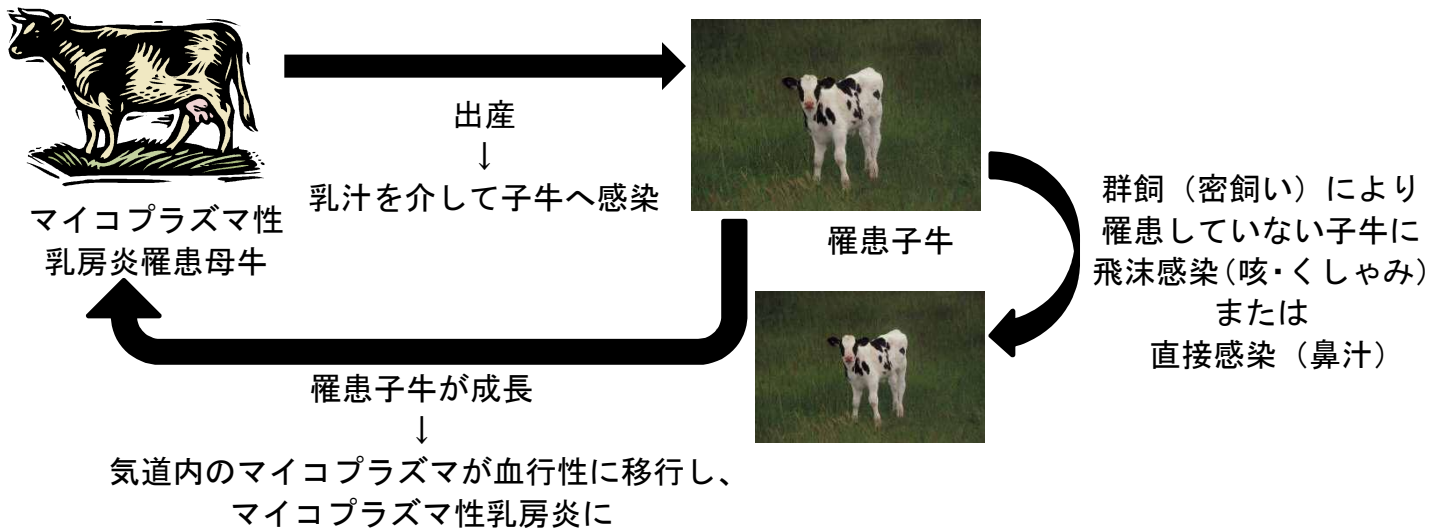 出産
↓
乳汁を介して子牛へ感染
マイコプラズマ性
乳房炎罹患母牛
罹患子牛
群飼（密飼い）により
罹患していない子牛に
飛沫感染（咳・くしゃみ）
または
直接感染（鼻汁）
罹患子牛が成長
↓
気道内のマイコプラズマが血行性に移行し、
マイコプラズマ性乳房炎に